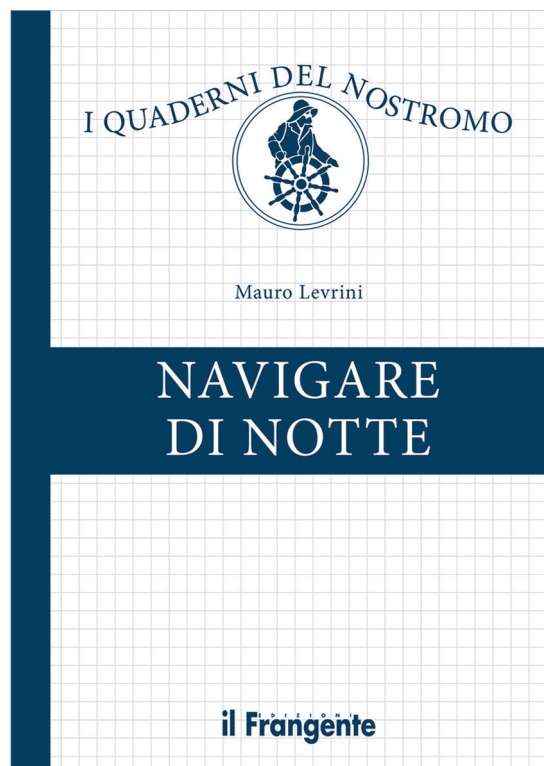 I QUADERNI DEL NOSTROMO
Mauro Levrini
NAVIGARE
DI NOTTE
EDIZIONI
il Frangente